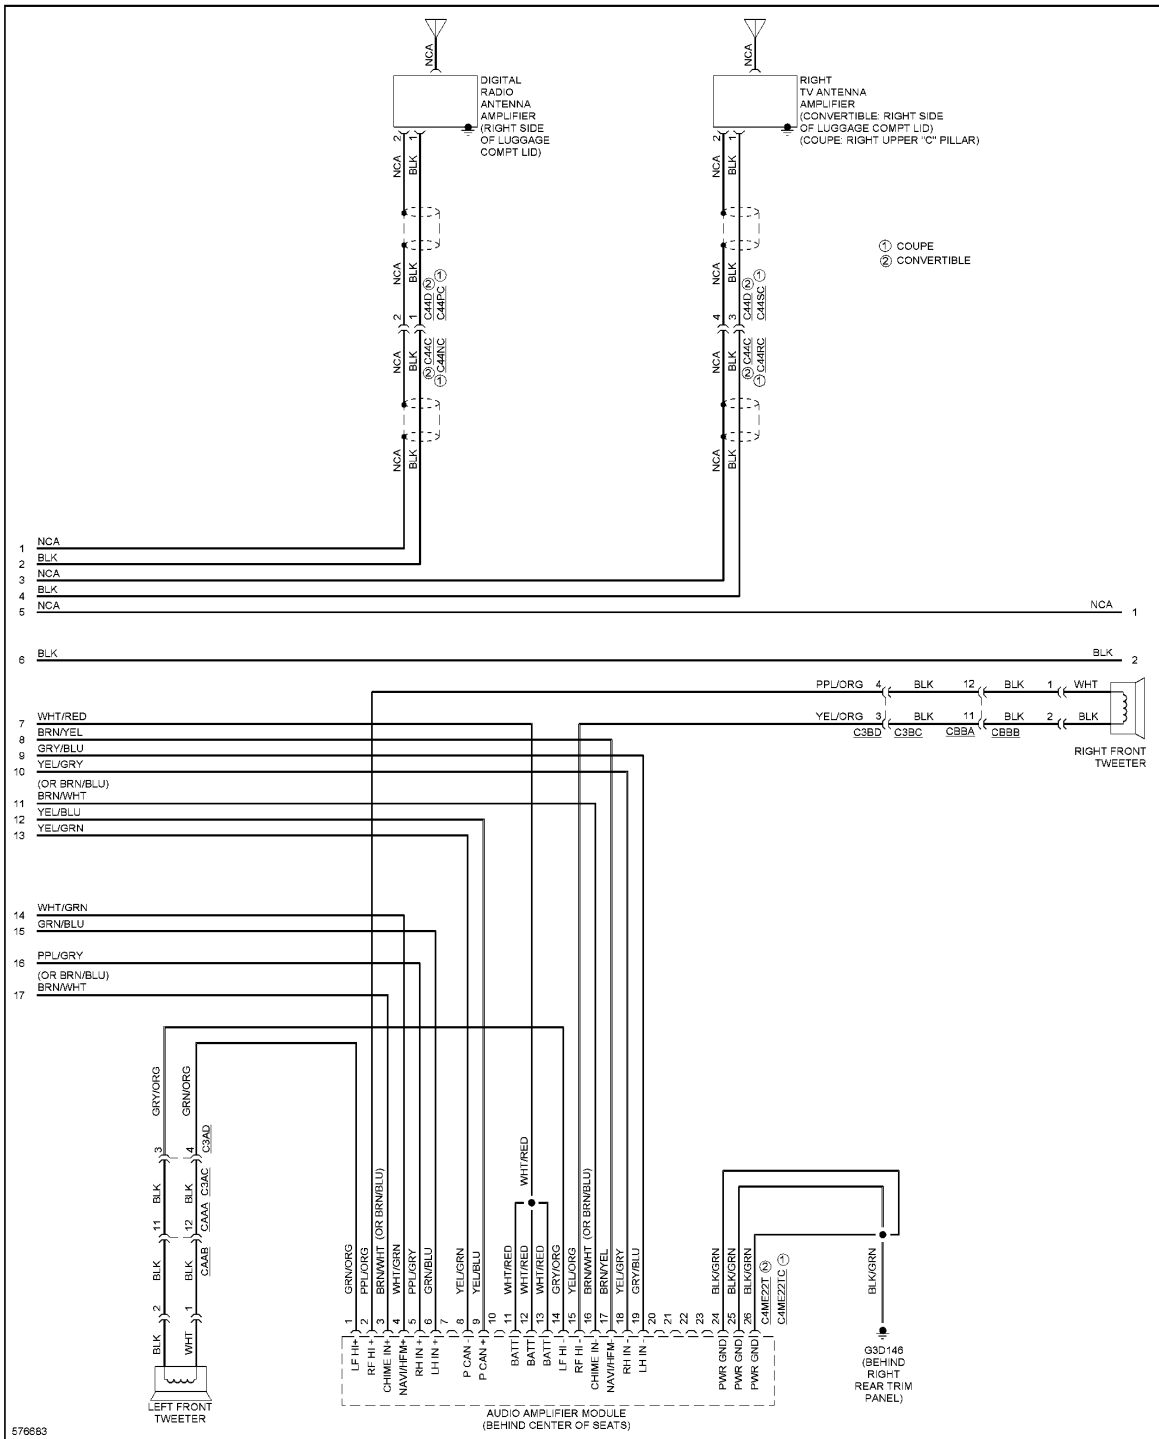 NCA
NCA
DIGITAL
RADIO
ANTENNA
AMPLIFIER
(RIGHT SIDE
OF LUGGAGE
COMPT LID)
RIGHT
TV ANTENNA
AMPLIFIER
(CONVERTIBLE: RIGHT SIDE
OF LUGGAGE COMPT LID)
(COUPE: RIGHT UPPER "C" PILLAR)
2 1
2 1
NCA BLK
NCA BLK
1 COUPE
2 CONVERTIBLE
NCA BLK
NCA BLK
C44D 2
C44PC 1
C44D 2
C44SC 1
2 1
4 3
NCA BLK
NCA BLK
2 C44C
1 C44NC
2 C44C
1 C44RC
NCA BLK
NCA BLK
1 NCA
2 BLK
3 NCA
4 BLK
5 NCA NCA 1
6 BLK BLK 2
PPL/ORG 4 BLK 12 BLK 1 WHT
YEL/ORG 3 BLK 11 BLK 2 BLK
C3BD C3BC CBBA CBBB
RIGHT FRONT
TWEETER
7 WHT/RED
8 BRN/YEL
9 GRY/BLU
10 YEL/GRY
(OR BRN/BLU)
11 BRN/WHT
12 YEL/BLU
13 YEL/GRN
14 WHT/GRN
15 GRN/BLU
16 PPL/GRY
(OR BRN/BLU)
17 BRN/WHT
GRY/ORG GRN/ORG
3 4 C3AD
BLK BLK C3AC
11 12 CAAA
BLK BLK CAAB
2 1
BLK WHT
LEFT FRONT
TWEETER
WHT/RED
GRN/ORG
PPL/ORG
BRN/WHT (OR BRN/BLU)
WHT/GRN
PPL/GRY
GRN/BLU
YEL/GRN
YEL/BLU
WHT/RED
WHT/RED
WHT/RED
GRY/ORG
YEL/ORG
BRN/WHT (OR BRN/BLU)
BRN/YEL
YEL/GRY
GRY/BLU
BLK/GRN
BLK/GRN
BLK/GRN
BLK/GRN
C4ME22T 2
C4ME22TC 1
1 2 3 4 5 6 7 8 9 10 11 12 13 14 15 16 17 18 19 20 21 22 23 24 25 26
LF HI+
RF HI +
CHIME IN+
NAVI/HFM+
RH IN +
LH IN +
P CAN -
P CAN +
BATT
BATT
BATT
LF HI -
RF HI -
CHIME IN-
NAVI/HFM-
RH IN -
LH IN -
PWR GND
PWR GND
PWR GND
AUDIO AMPLIFIER MODULE
(BEHIND CENTER OF SEATS)
G3D146
(BEHIND
RIGHT
REAR TRIM
PANEL)
576683